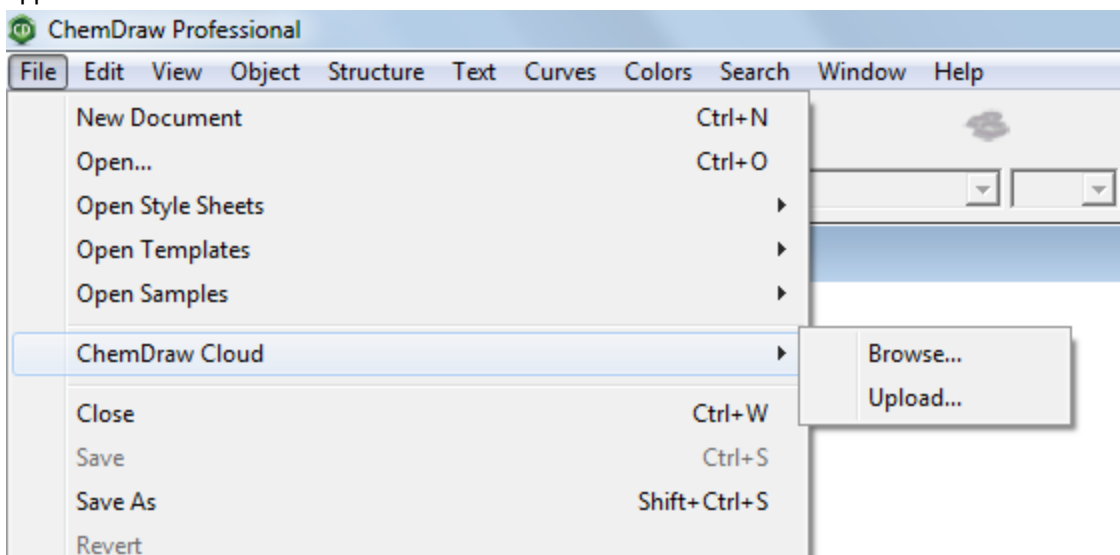 ChemDraw Professional
File Edit View Object Structure Text Curves Colors Search Window Help
New Document Ctrl+N
Open... Ctrl+O
Open Style Sheets
Open Templates
Open Samples
ChemDraw Cloud
Browse...
Upload...
Close Ctrl+W
Save Ctrl+S
Save As Shift+Ctrl+S
Revert